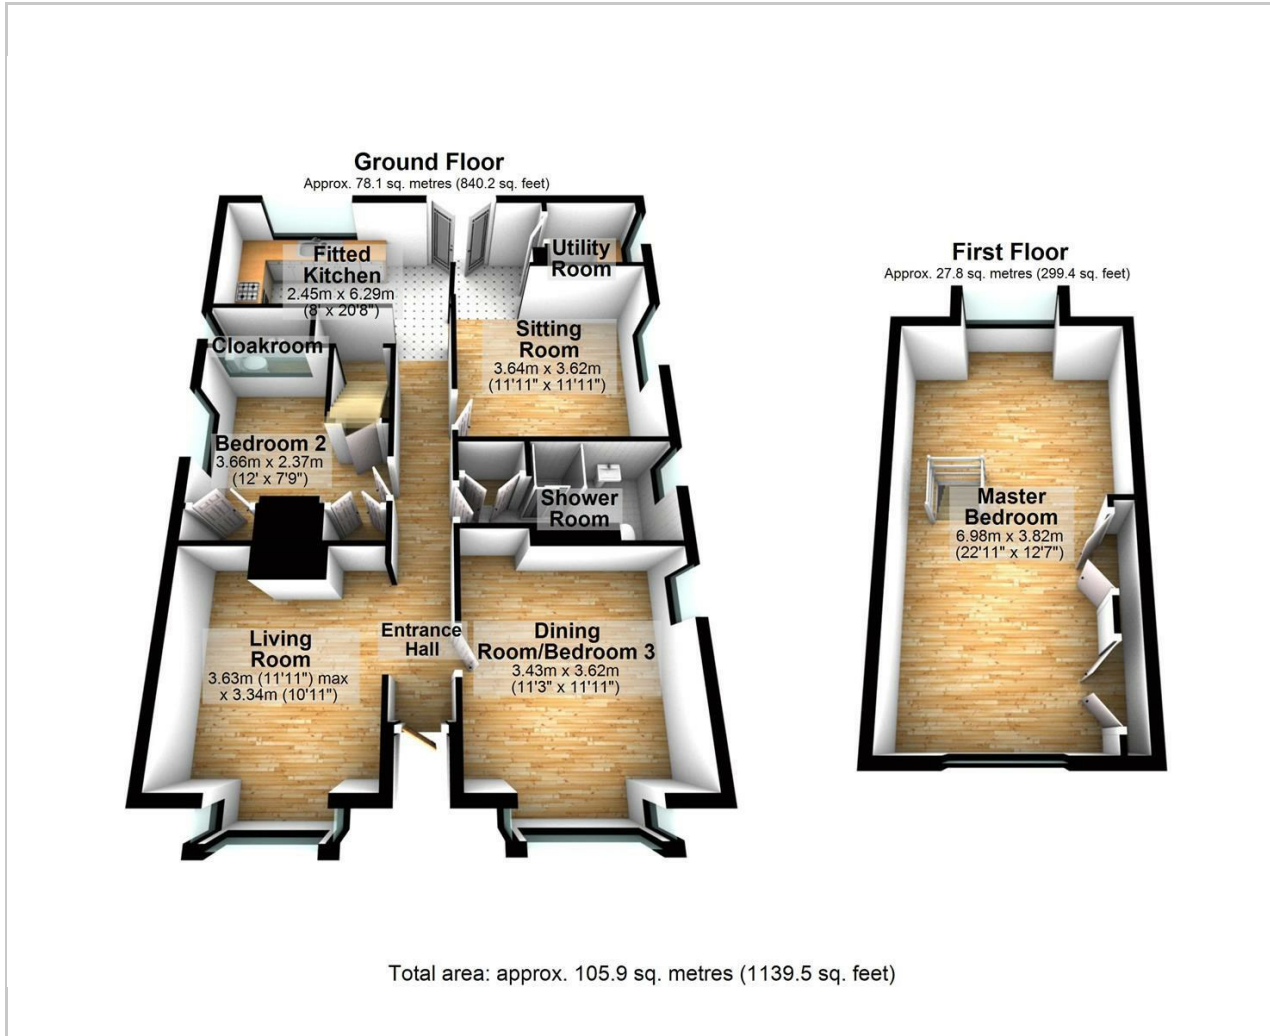 Ground Floor
Approx. 78.1 sq. metres (840.2 sq. feet)
Fitted
Kitchen
2.45m x 6.29m
(8' x 20'8")
Utility
Room
Cloakroom
Sitting
Room
3.64m x 3.62m
(11'11" x 11'11")
Bedroom 2
3.66m x 2.37m
(12' x 7'9")
Shower
Room
Living
Room
3.63m (11'11") max
x 3.34m (10'11")
Entrance
Hall
Dining
Room/Bedroom 3
3.43m x 3.62m
(11'3" x 11'11")
First Floor
Approx. 27.8 sq. metres (299.4 sq. feet)
Master
Bedroom
6.98m x 3.82m
(22'11" x 12'7")
Total area: approx. 105.9 sq. metres (1139.5 sq. feet)